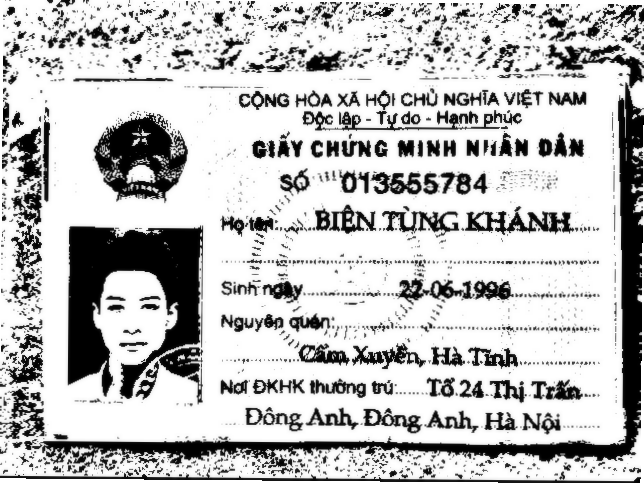 CỘNG HÒA XÃ HỘI CHỦ NGHĨA VIỆT NAM
Độc lập - Tự do - Hạnh phúc
GIẤY CHỨNG MINH NHÂN DÂN
SỐ 013555784
Họ tên: BIỆN TÙNG KHÁNH
Sinh ngày 22-06-1996
Nguyên quán:
Cẩm Xuyên, Hà Tĩnh
Nơi ĐKHK thường trú: Tổ 24 Thị Trấn
Đông Anh, Đông Anh, Hà Nội